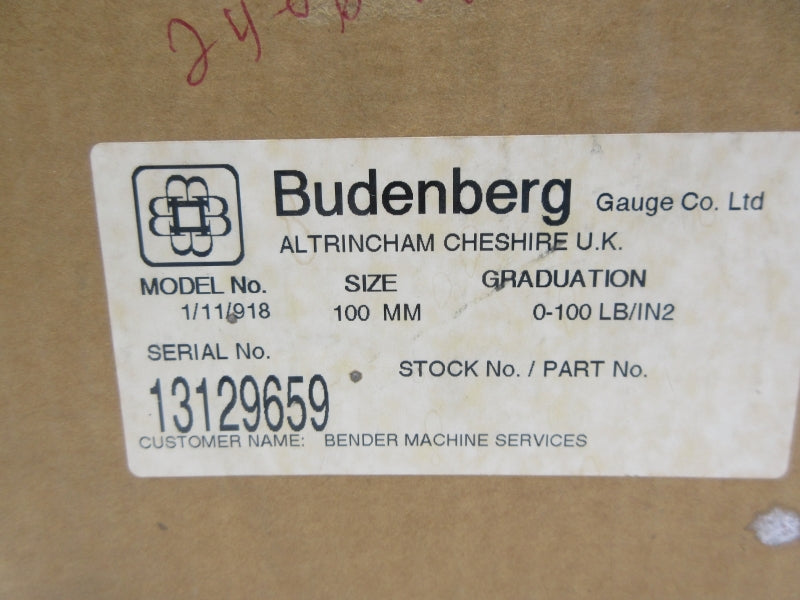 Budenberg Gauge Co. Ltd
ALTRINCHAM CHESHIRE U.K.
MODEL No. SIZE GRADUATION
1/11/918 100 MM 0-100 LB/IN2
SERIAL No. STOCK No. / PART No.
13129659
CUSTOMER NAME: BENDER MACHINE SERVICES